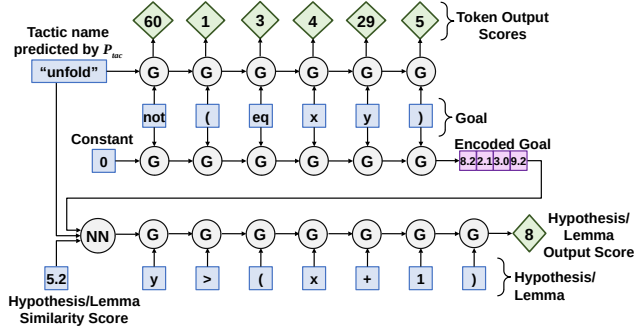 60 1 3 4 29 5
Token Output
Scores
Tactic name
predicted by P_tac
"unfold"
G G G G G G
not ( eq x y )
Goal
Constant
0
G G G G G G
Encoded Goal
8.2 2.1 3.0 9.2
NN
G G G G G G G
8
Hypothesis/
Lemma
Output Score
5.2
y > ( x + 1 )
Hypothesis/
Lemma
Hypothesis/Lemma
Similarity Score